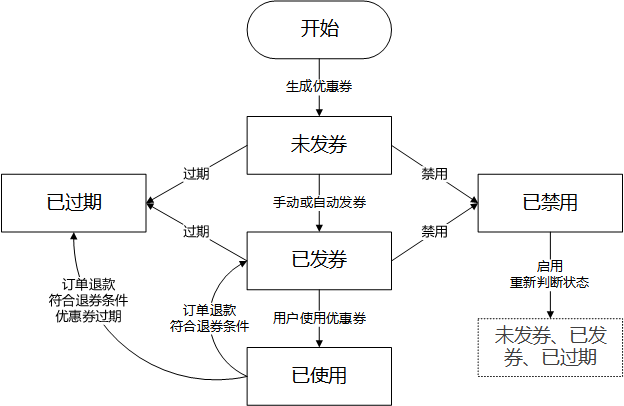 开始
生成优惠券
未发券
过期
禁用
已过期
手动或自动发券
已禁用
过期
禁用
已发券
启用
重新判断状态
订单退款
符合退券条件
优惠券过期
订单退款
符合退券条件
用户使用优惠券
未发券、已发
券、已过期
已使用